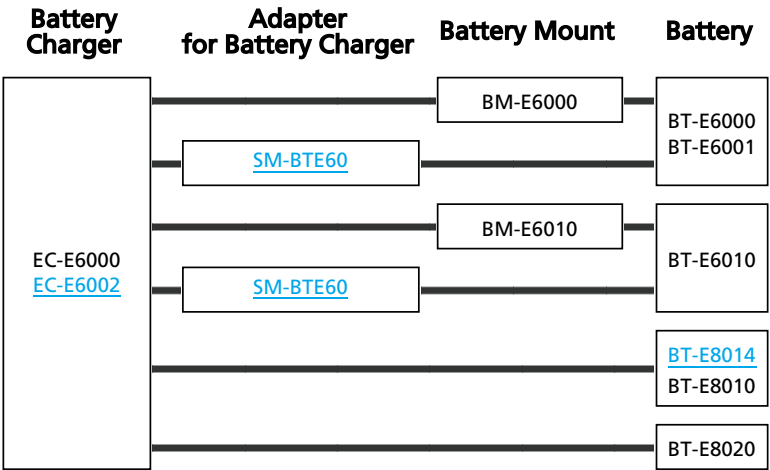 Battery
Charger
Adapter
for Battery Charger
Battery Mount
Battery
BM-E6000
BT-E6000
BT-E6001
SM-BTE60
BM-E6010
EC-E6000
EC-E6002
BT-E6010
SM-BTE60
BT-E8014
BT-E8010
BT-E8020